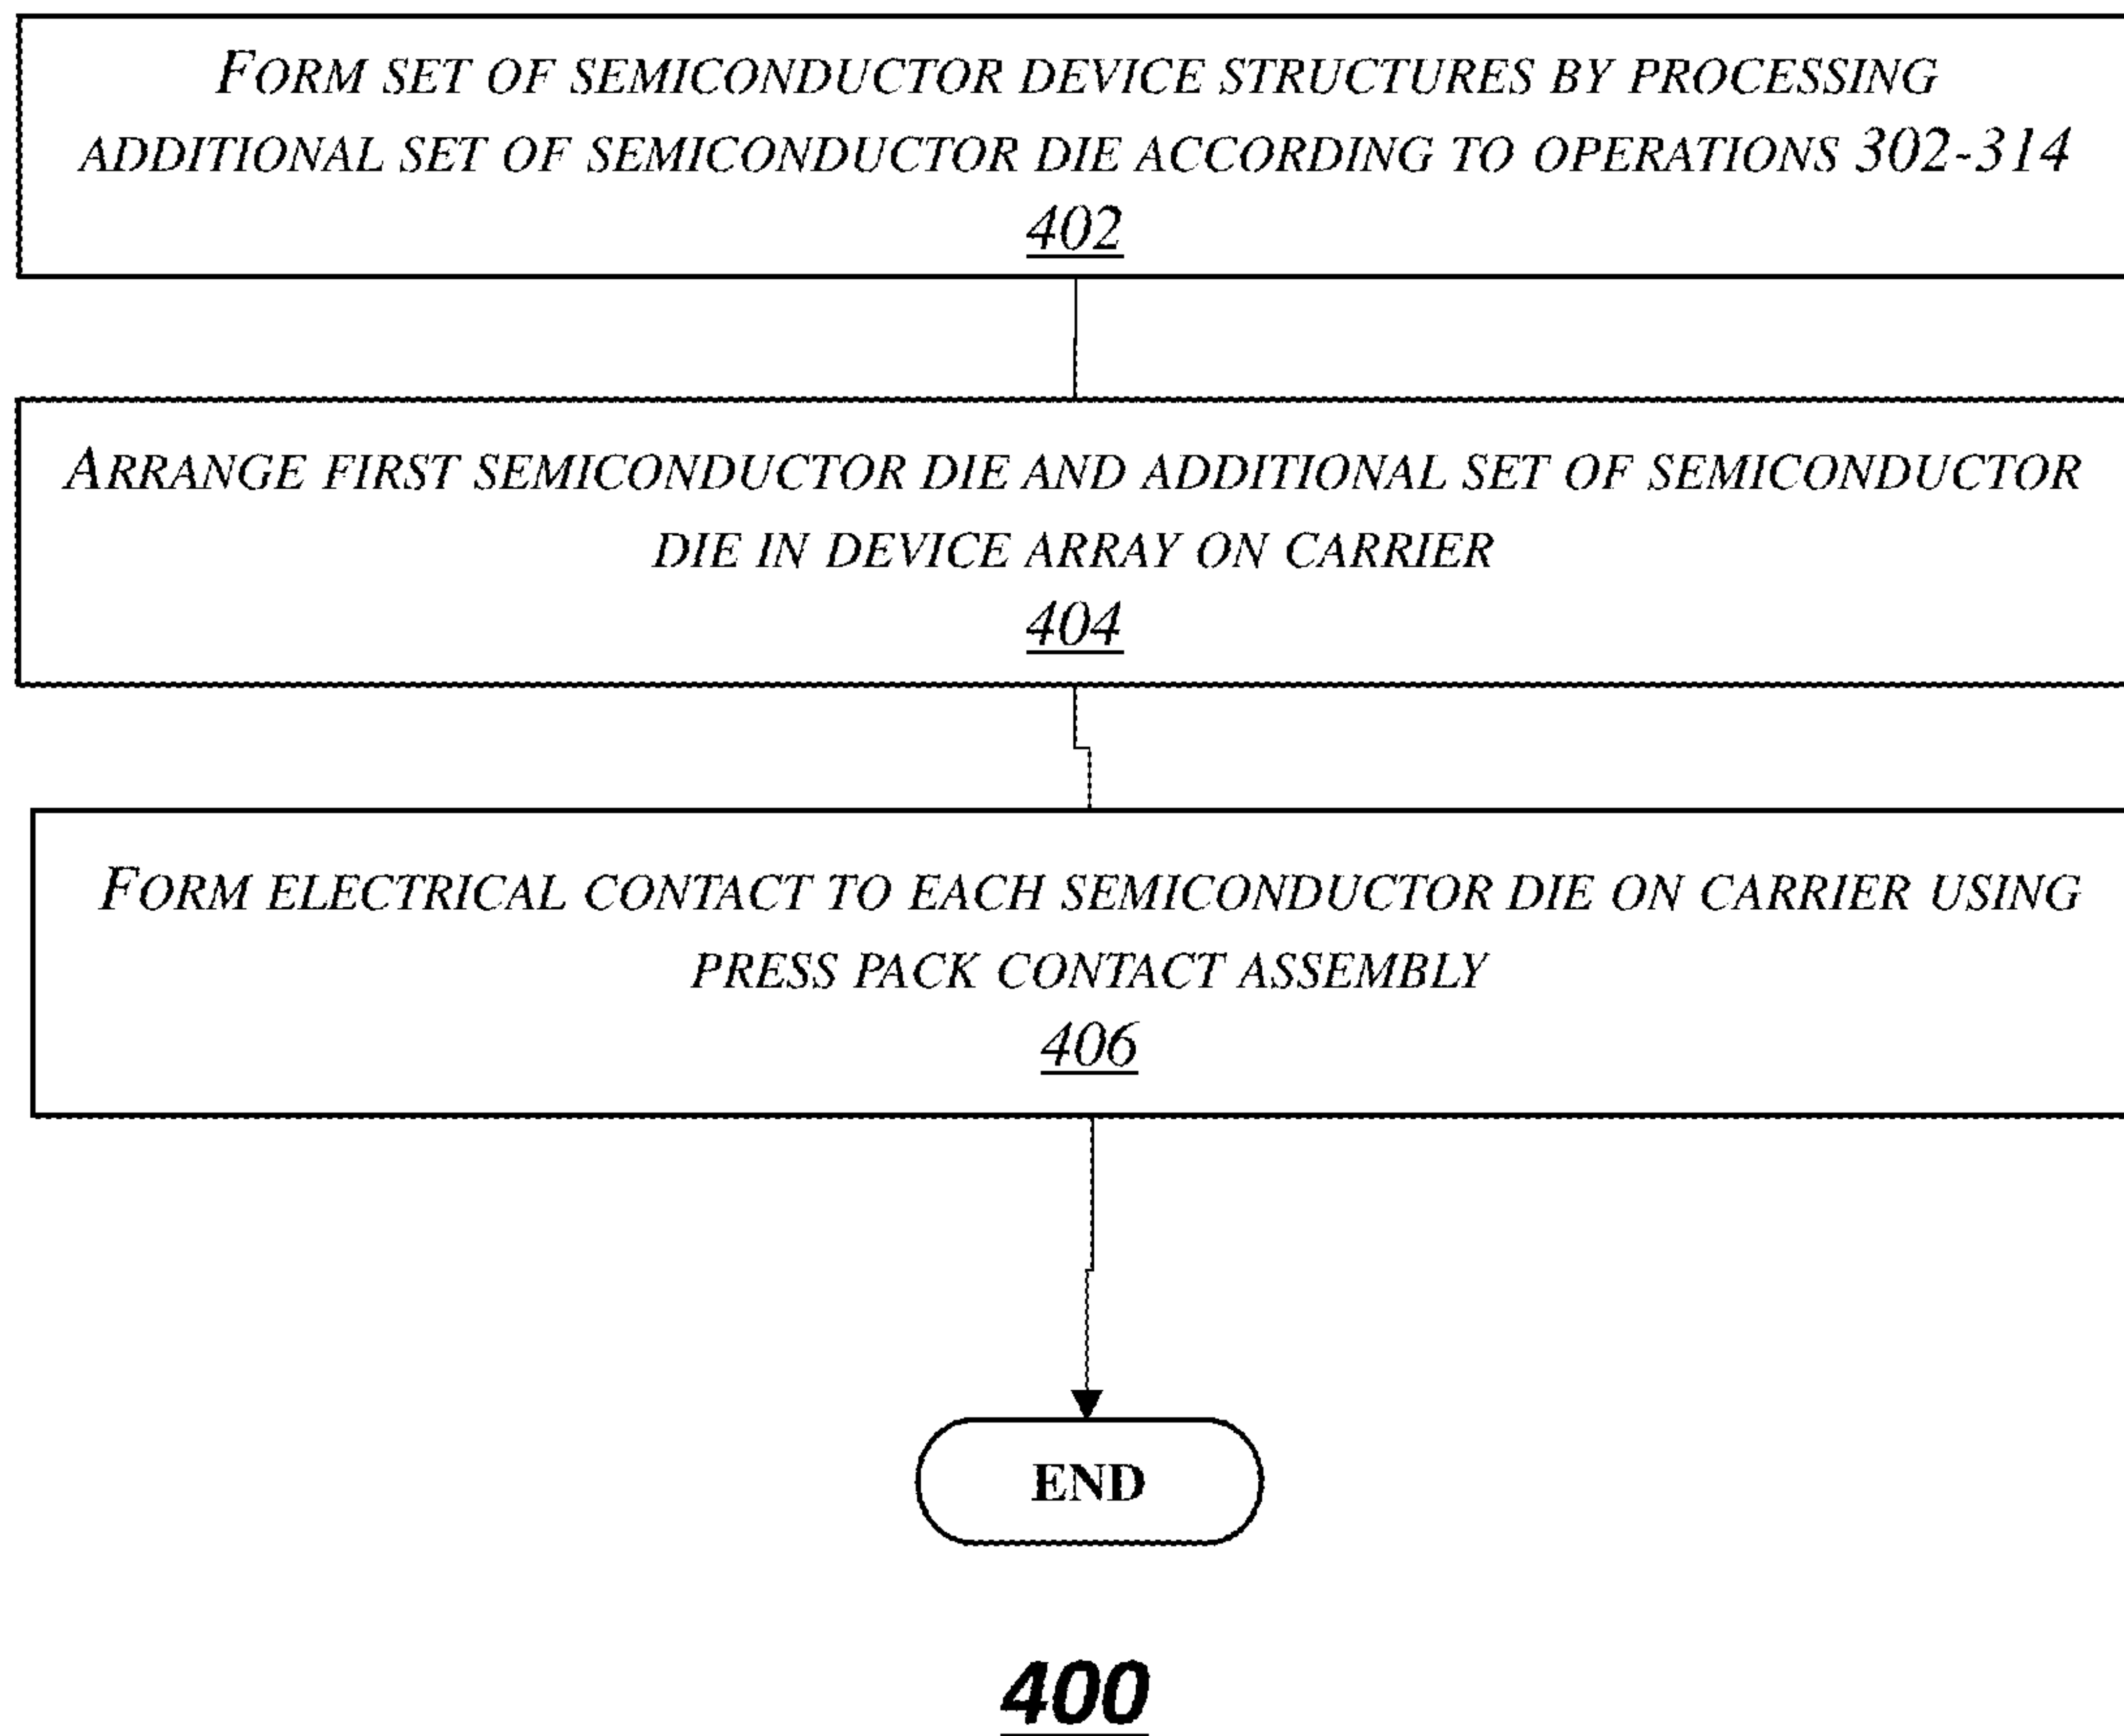 FORM SET OF SEMICONDUCTOR DEVICE STRUCTURES BY PROCESSING
ADDITIONAL SET OF SEMICONDUCTOR DIE ACCORDING TO OPERATIONS 302-314
402
ARRANGE FIRST SEMICONDUCTOR DIE AND ADDITIONAL SET OF SEMICONDUCTOR
DIE IN DEVICE ARRAY ON CARRIER
404
FORM ELECTRICAL CONTACT TO EACH SEMICONDUCTOR DIE ON CARRIER USING
PRESS PACK CONTACT ASSEMBLY
406
END
400